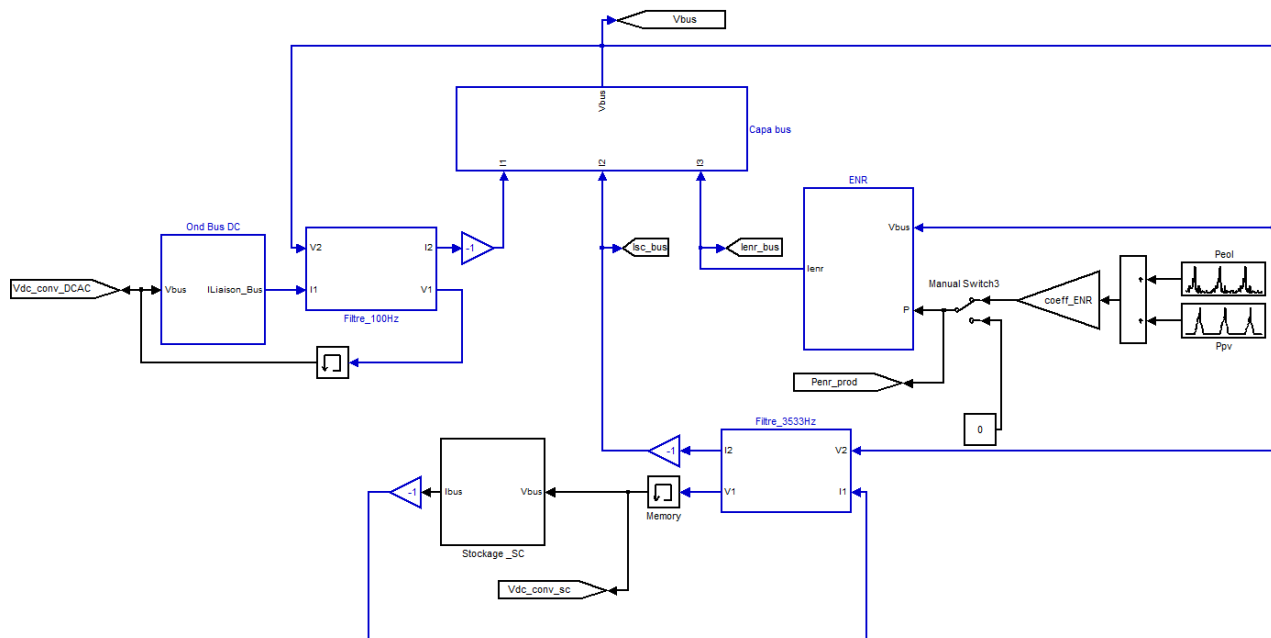 Vbus
Vbus
Capa bus
I1
I2
I3
ENR
Vbus
Ienr
P
Ond Bus DC
Vbus
ILiaison_Bus
Vdc_conv_DCAC
V2
I2
I1
V1
Filtre_100Hz
-1
Isc_bus
Ienr_bus
Manual Switch3
coeff_ENR
Peol
Ppv
Penr_prod
0
Filtre_3533Hz
I2
V2
V1
I1
-1
Memory
-1
Ibus
Vbus
Stockage _SC
Vdc_conv_sc